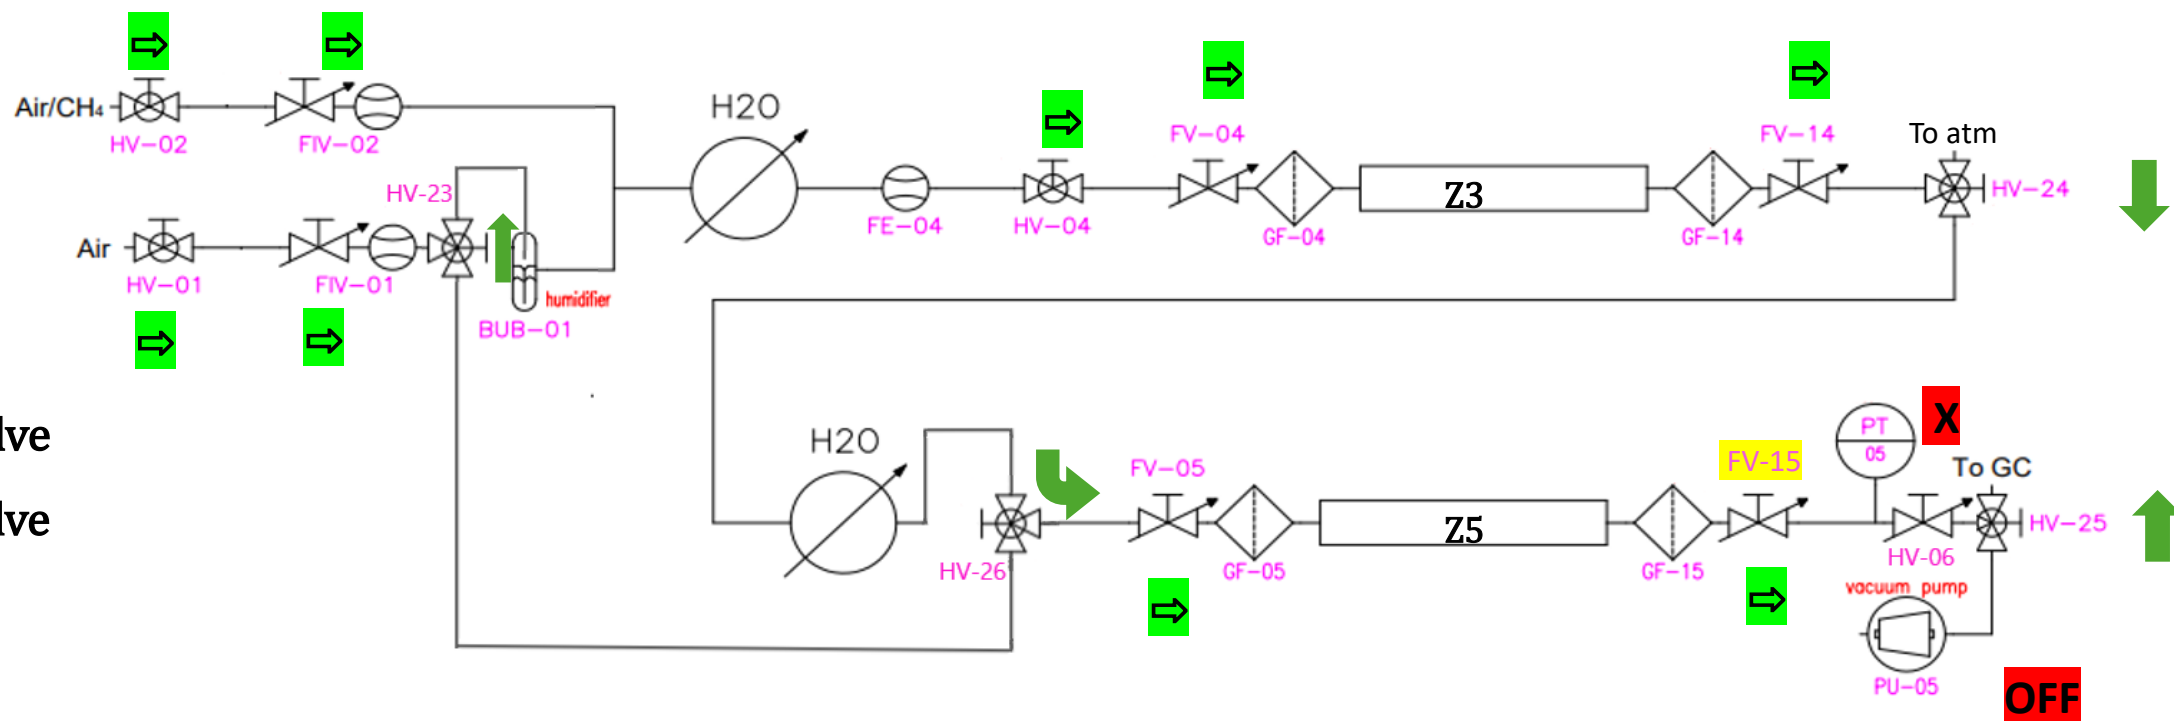 Air/CH₄
HV-02
FIV-02
H2O
FV-04
FV-14
To atm
HV-23
Air
HV-01
FIV-01
humidifier
BUB-01
FE-04
HV-04
GF-04
Z3
GF-14
HV-24
lve
lve
H2O
HV-26
FV-05
GF-05
Z5
GF-15
FV-15
PT
05
X
To GC
HV-25
HV-06
vacuum pump
PU-05
OFF